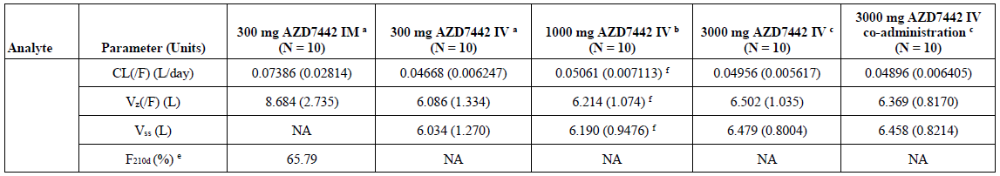 Analyte Parameter (Units) 300 mg AZD7442 IM a (N = 10) 300 mg AZD7442 IV a (N = 10) 1000 mg AZD7442 IV b (N = 10) 3000 mg AZD7442 IV c (N = 10) 3000 mg AZD7442 IV co-administration c (N = 10)
CL(/F) (L/day) 0.07386 (0.02814) 0.04668 (0.006247) 0.05061 (0.007113) f 0.04956 (0.005617) 0.04896 (0.006405)
Vz(/F) (L) 8.684 (2.735) 6.086 (1.334) 6.214 (1.074) f 6.502 (1.035) 6.369 (0.8170)
Vss (L) NA 6.034 (1.270) 6.190 (0.9476) f 6.479 (0.8004) 6.458 (0.8214)
F210d (%) e 65.79 NA NA NA NA